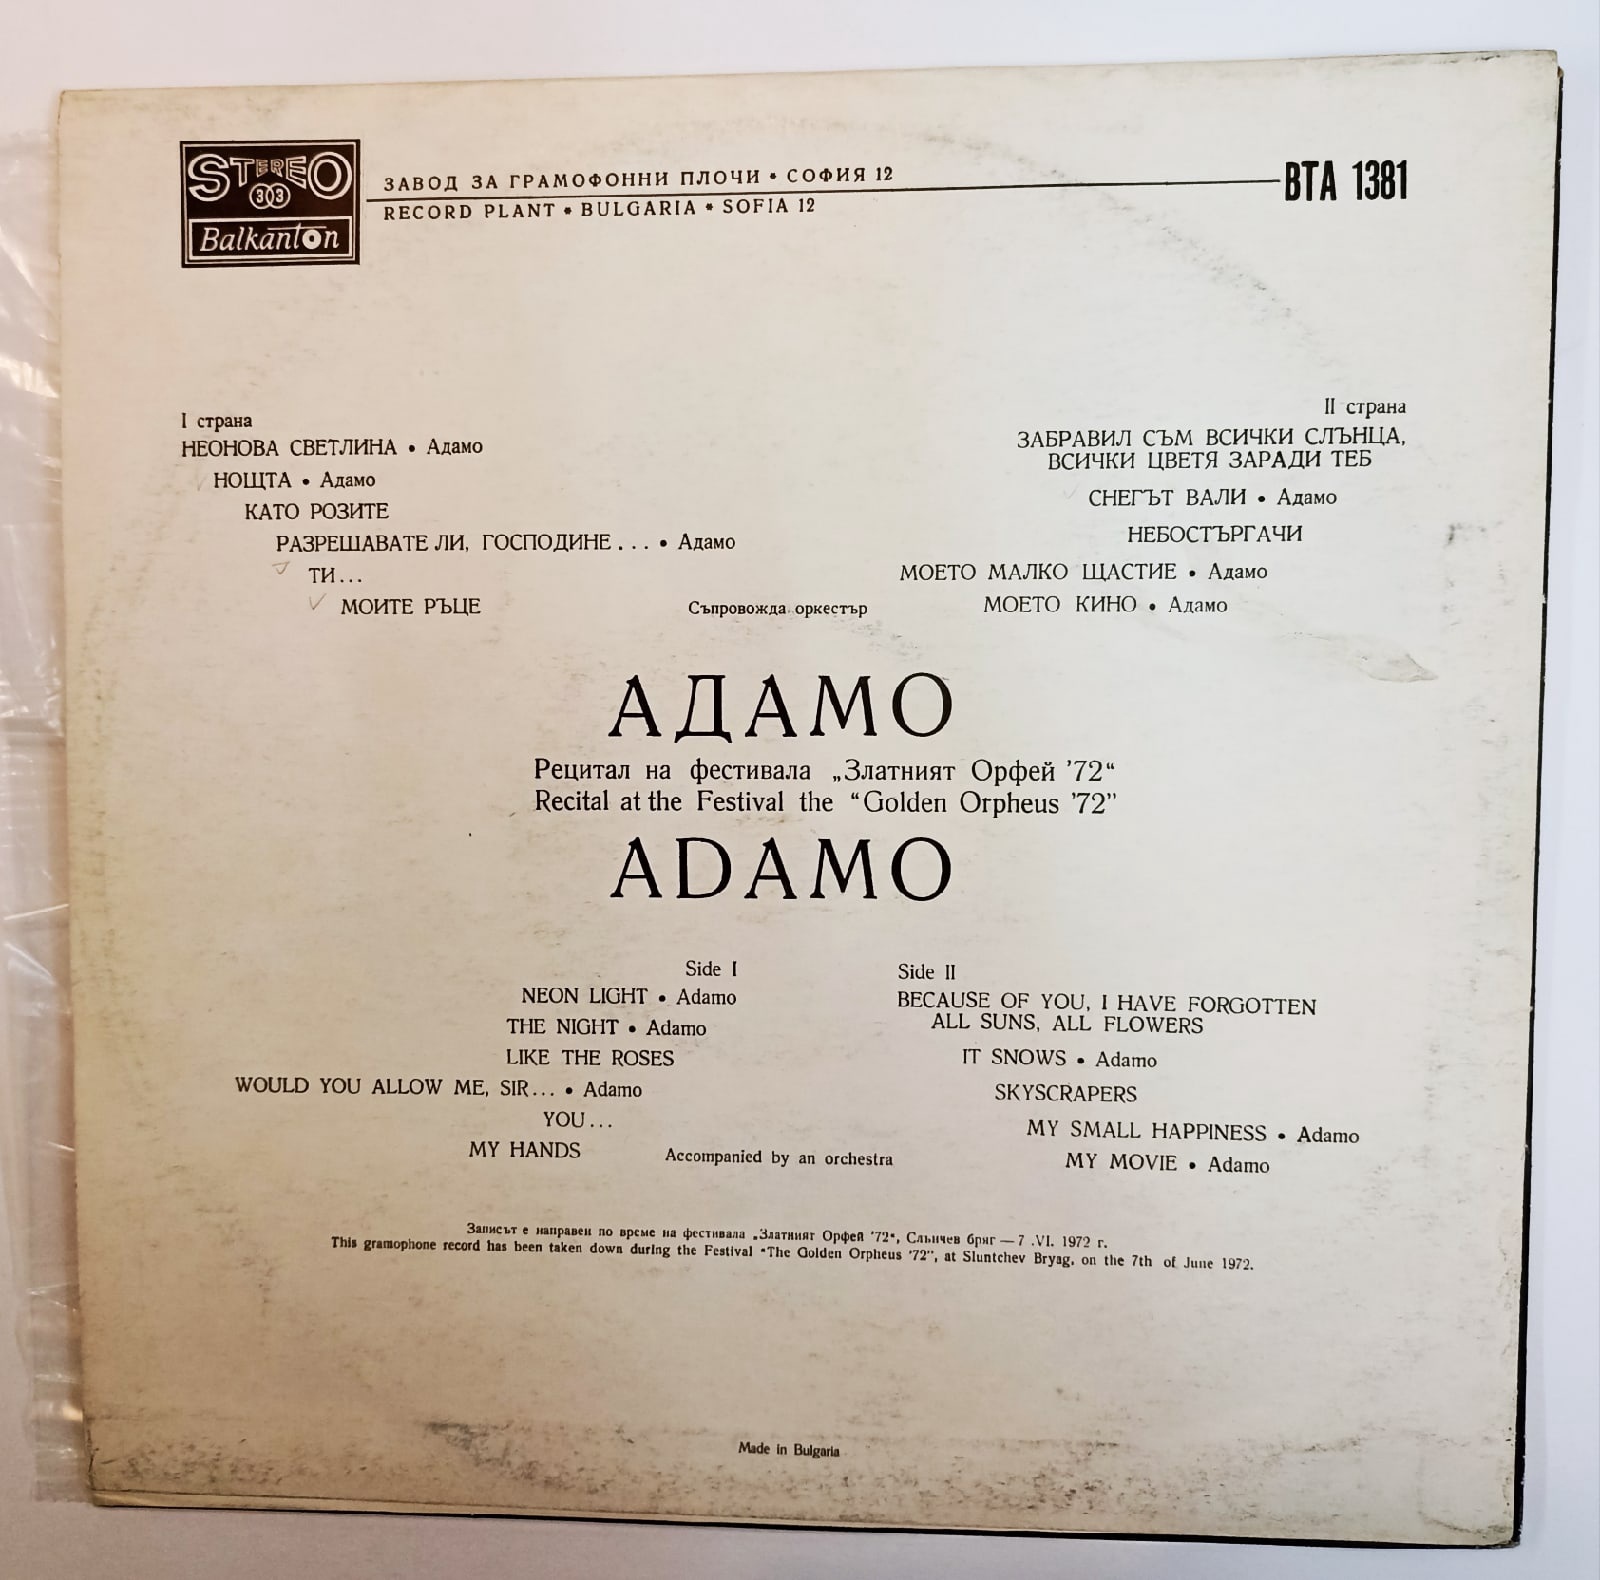 STEREO
33
Balkanton
ЗАВОД ЗА ГРАМОФОННИ ПЛОЧИ • СОФИЯ 12
RECORD PLANT • BULGARIA • SOFIA 12
ВТА 1381
I страна
НЕОНОВА СВЕТЛИНА • Адамо
НОЩТА • Адамо
КАТО РОЗИТЕ
РАЗРЕШАВАТЕ ЛИ, ГОСПОДИНЕ... • Адамо
ТИ...
МОИТЕ РЪЦЕ
Съпровожда оркестър
II страна
ЗАБРАВИЛ СЪМ ВСИЧКИ СЛЪНЦА,
ВСИЧКИ ЦВЕТЯ ЗАРАДИ ТЕБ
СНЕГЪТ ВАЛИ • Адамо
НЕБОСТЪРГАЧИ
МОЕТО МАЛКО ЩАСТИЕ • Адамо
МОЕТО КИНО • Адамо
АДАМО
Рецитал на фестивала „Златният Орфей '72“
Recital at the Festival the “Golden Orpheus '72”
ADAMO
Side I
NEON LIGHT • Adamo
THE NIGHT • Adamo
LIKE THE ROSES
WOULD YOU ALLOW ME, SIR... • Adamo
YOU...
MY HANDS
Accompanied by an orchestra
Side II
BECAUSE OF YOU, I HAVE FORGOTTEN
ALL SUNS, ALL FLOWERS
IT SNOWS • Adamo
SKYSCRAPERS
MY SMALL HAPPINESS • Adamo
MY MOVIE • Adamo
Записът е направен по време на фестивала „Златният Орфей '72“, Слънчев бряг — 7 .VI. 1972 г.
This gramophone record has been taken down during the Festival “The Golden Orpheus '72”, at Sluntchev Bryag, on the 7th of June 1972.
Made in Bulgaria